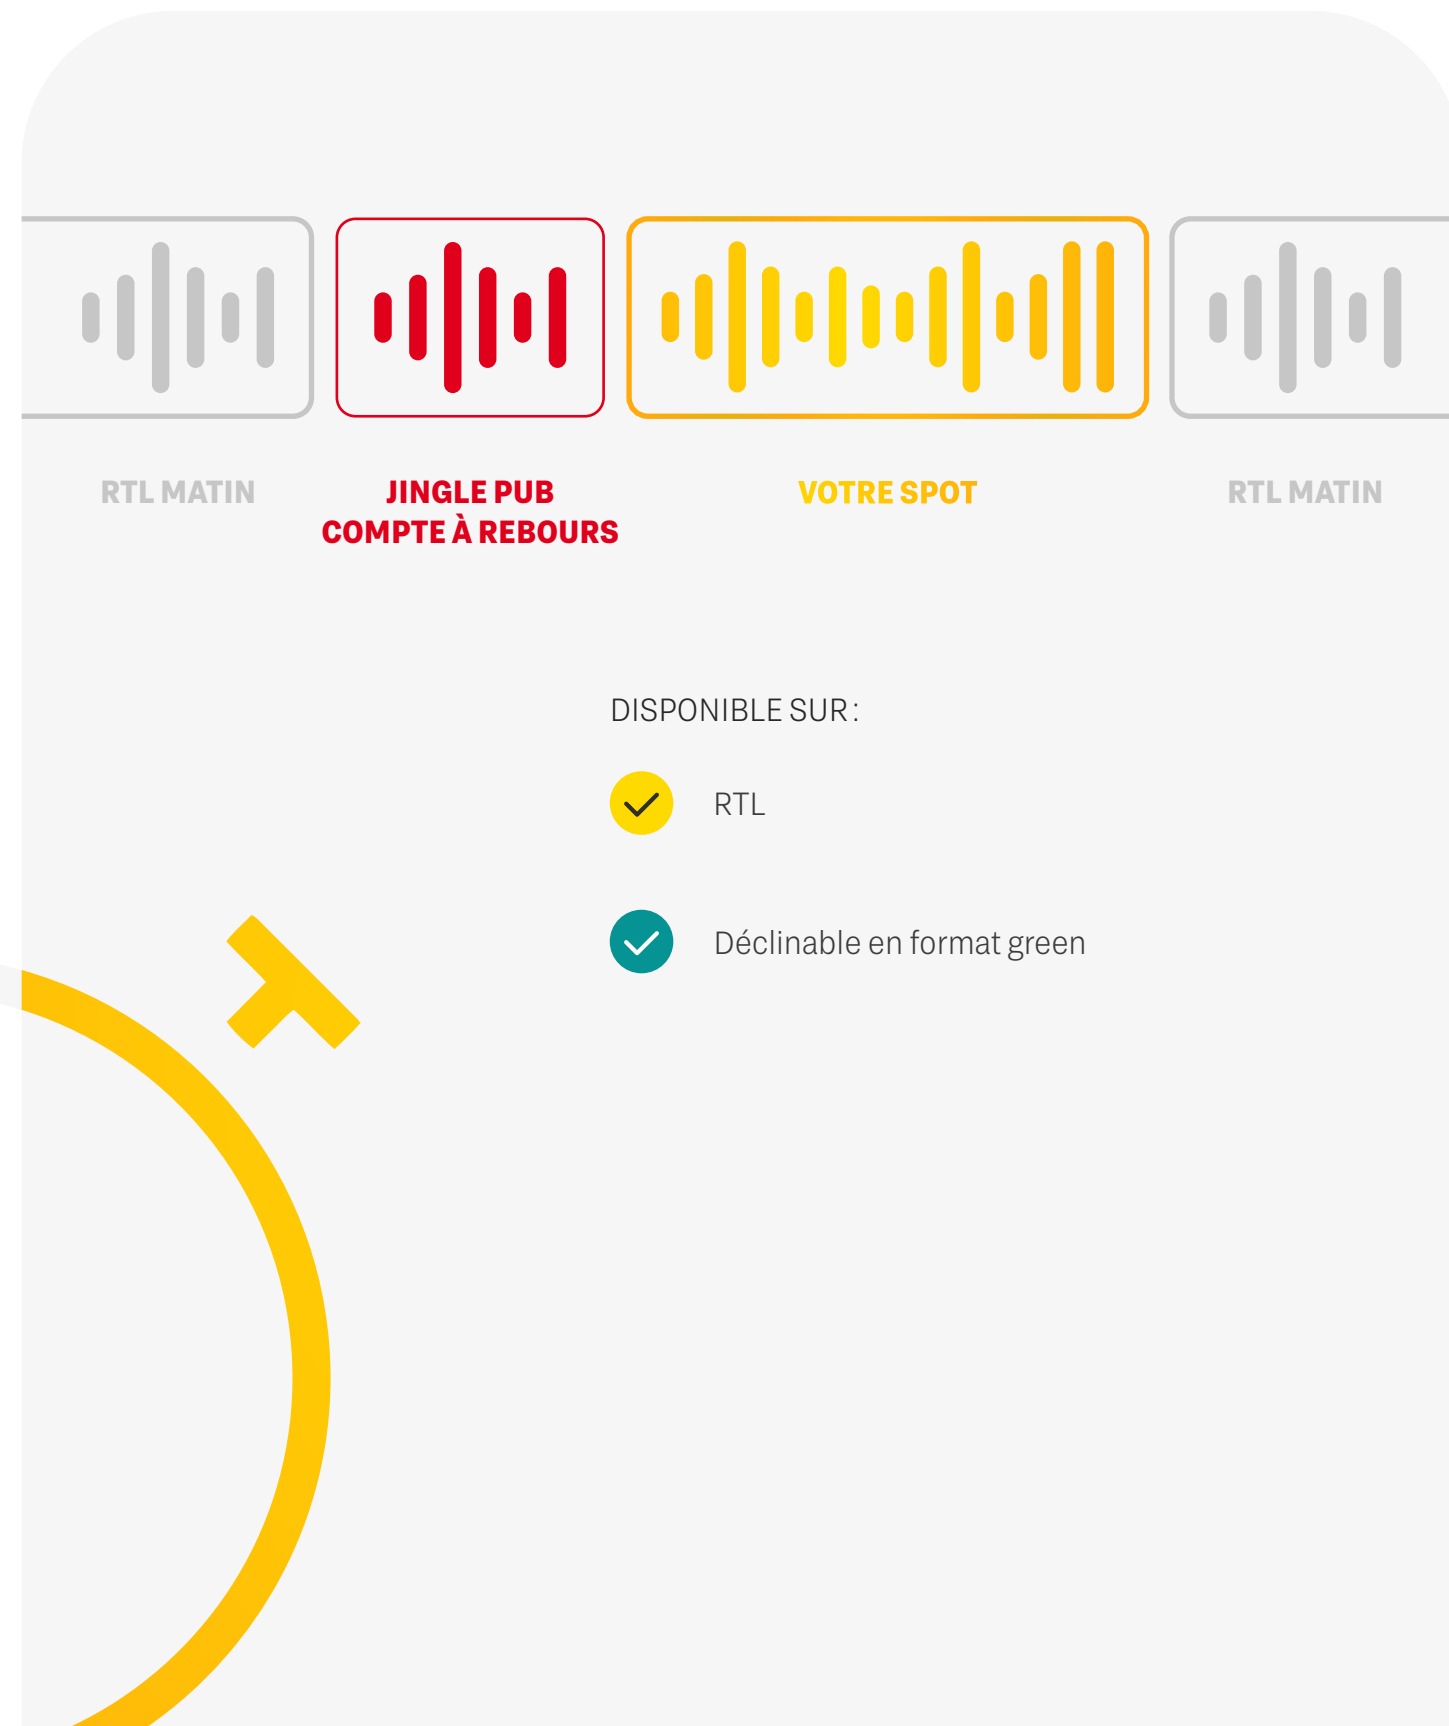 RTL MATIN
JINGLE PUB
COMPTE À REBOURS
VOTRE SPOT
RTL MATIN
DISPONIBLE SUR :
RTL
Déclinable en format green